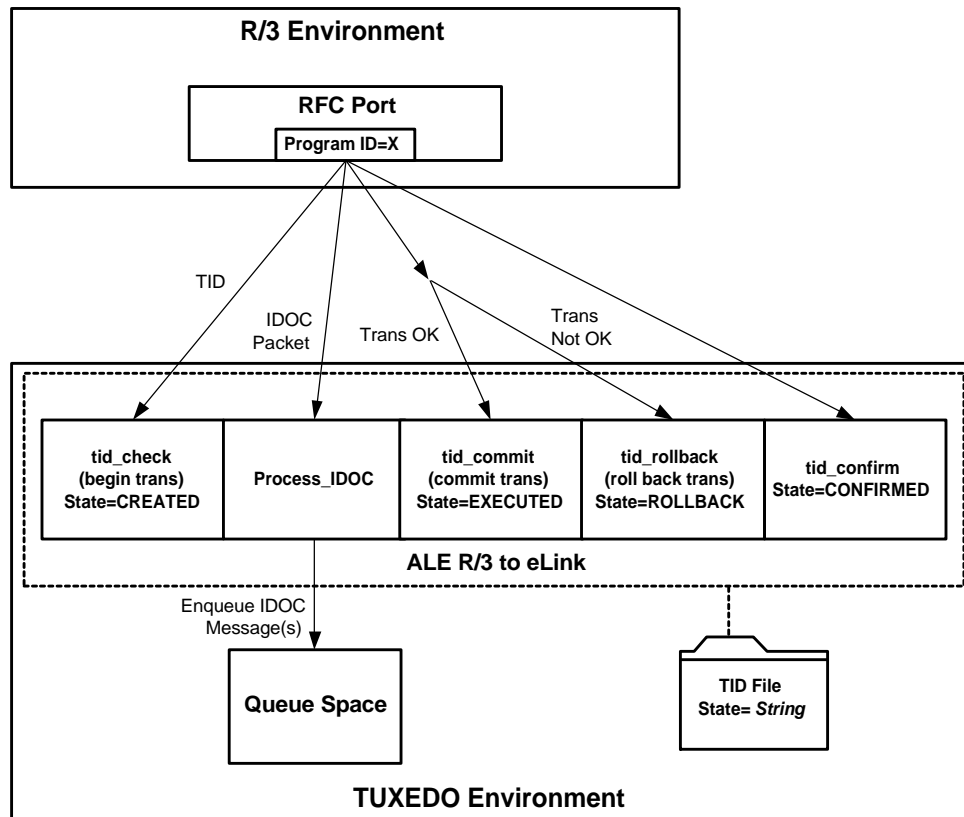 R/3 Environment
RFC Port
Program ID=X
TID
IDOC
Packet
Trans OK
Trans
Not OK
tid_check
(begin trans)
State=CREATED
Process_IDOC
tid_commit
(commit trans)
State=EXECUTED
tid_rollback
(roll back trans)
State=ROLLBACK
tid_confirm
State=CONFIRMED
ALE R/3 to eLink
Enqueue IDOC
Message(s)
Queue Space
TID File
State= String
TUXEDO Environment